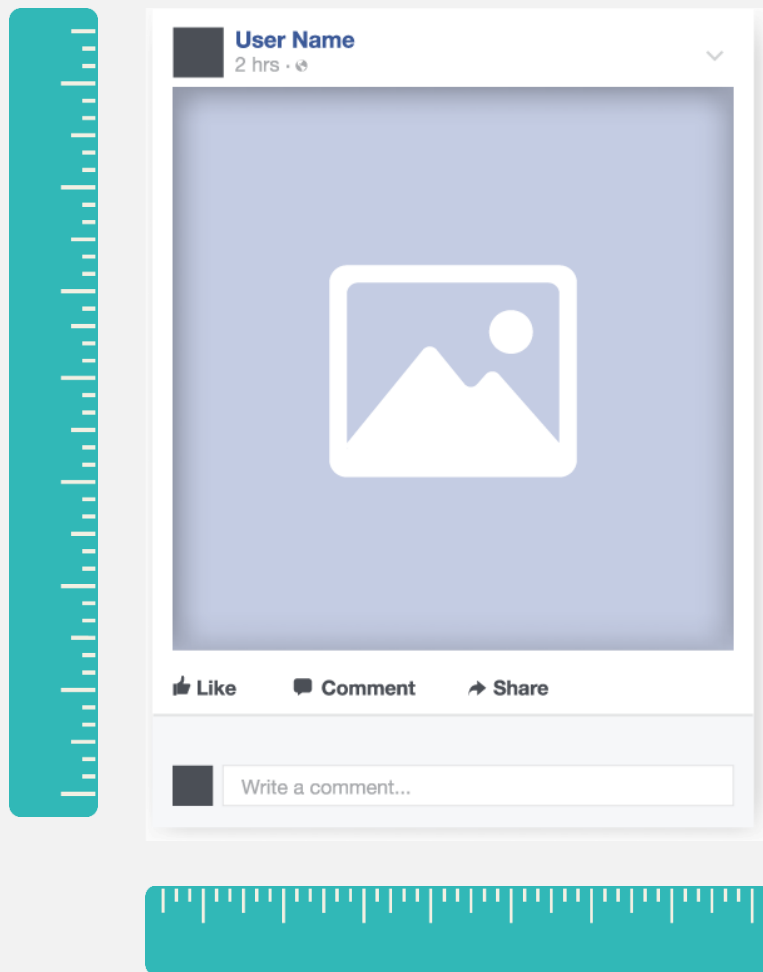 User Name
2 hrs ·
Like Comment Share
Write a comment...